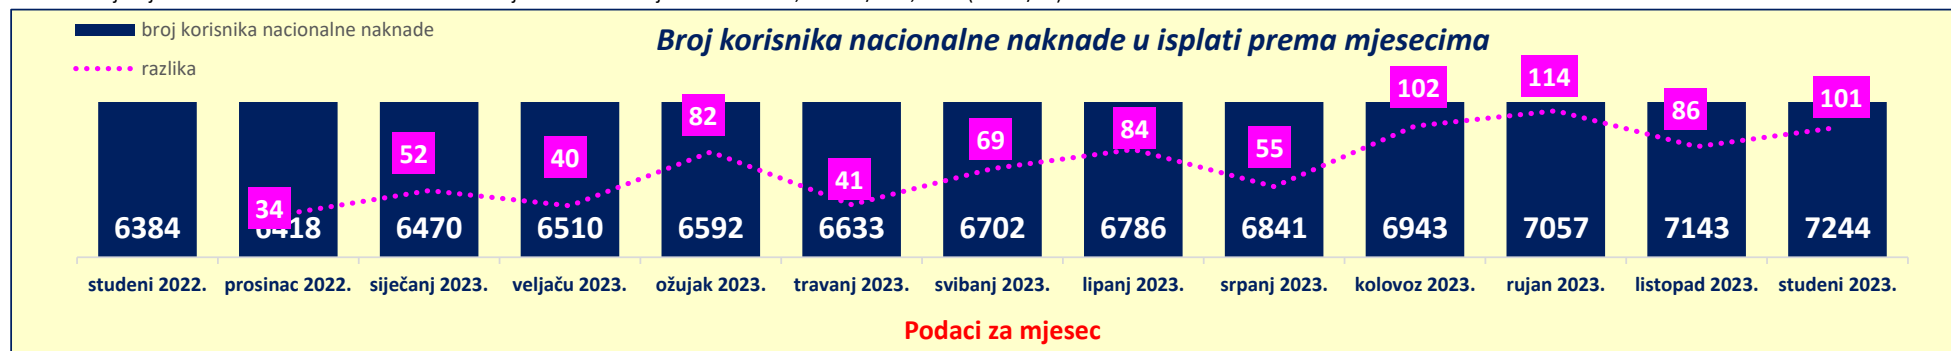 broj korisnika nacionalne naknade
Broj korisnika nacionalne naknade u isplati prema mjesecima
razlika
34 52 40 82 41 69 84 55 102 114 86 101
6384 6418 6470 6510 6592 6633 6702 6786 6841 6943 7057 7143 7244
studeni 2022. prosinac 2022. siječanj 2023. veljaču 2023. ožujak 2023. travanj 2023. svibanj 2023. lipanj 2023. srpanj 2023. kolovoz 2023. rujan 2023. listopad 2023. studeni 2023.
Podaci za mjesec